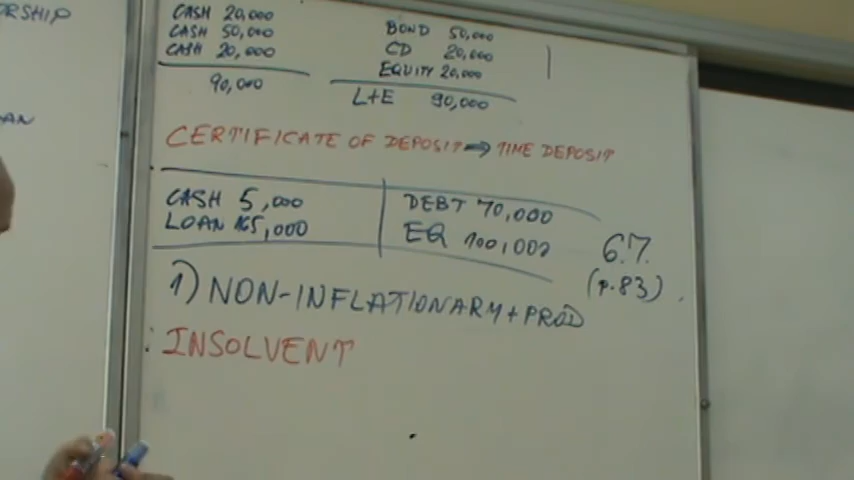 RSHIP
AN
CASH 20,000
CASH 50,000
CASH 20,000
90,000
BOND 50,000
CD 20,000
EQUITY 20,000
L+E 90,000
CERTIFICATE OF DEPOSIT → TIME DEPOSIT
CASH 5,000
LOAN 165,000
DEBT 70,000
EQ 100,000
6.7.
(p.83)
1) NON-INFLATIONARY + PROD
INSOLVENT